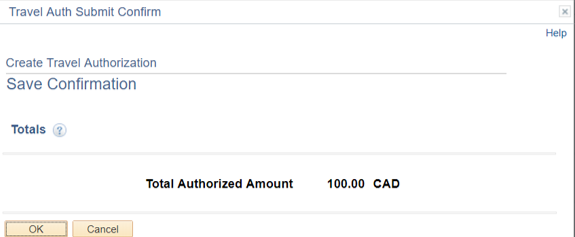 Travel Auth Submit Confirm
Help
Create Travel Authorization
Save Confirmation
Totals ?
Total Authorized Amount 100.00 CAD
OK Cancel